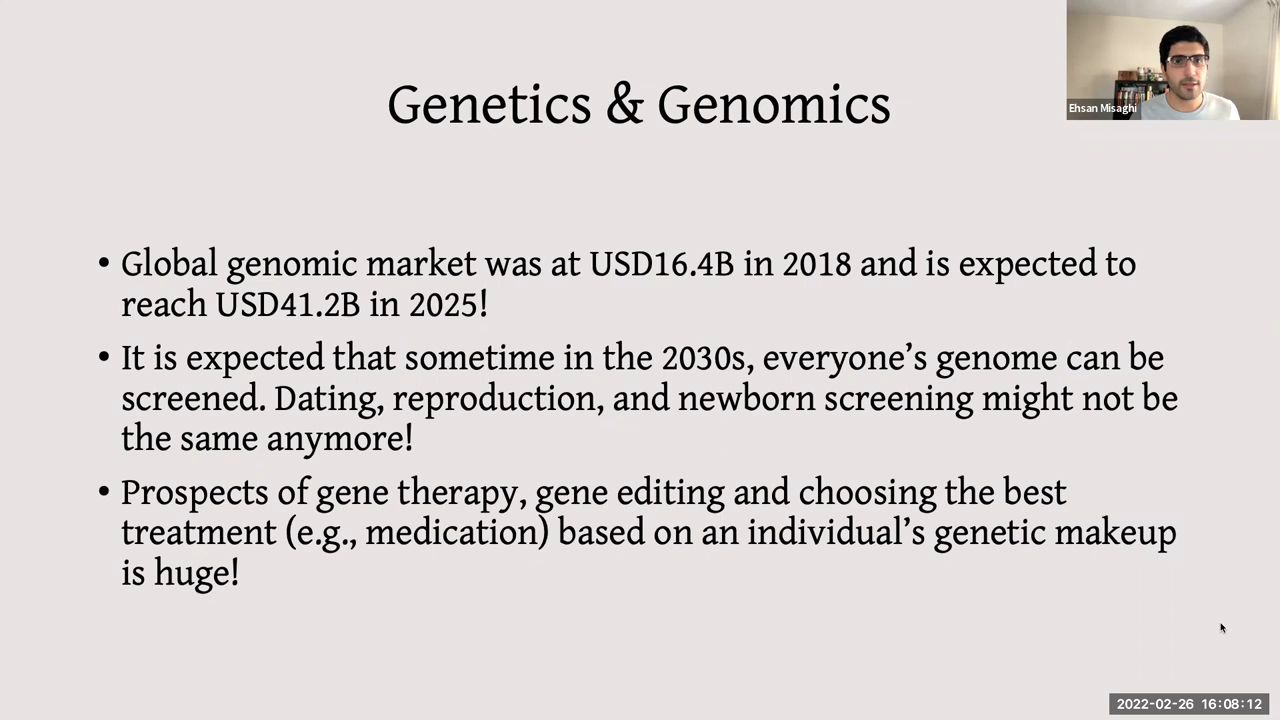 Genetics & Genomics
Ehsan Misaghi
• Global genomic market was at USD16.4B in 2018 and is expected to
reach USD41.2B in 2025!
• It is expected that sometime in the 2030s, everyone’s genome can be
screened. Dating, reproduction, and newborn screening might not be
the same anymore!
• Prospects of gene therapy, gene editing and choosing the best
treatment (e.g., medication) based on an individual’s genetic makeup
is huge!
2022-02-26 16:08:12